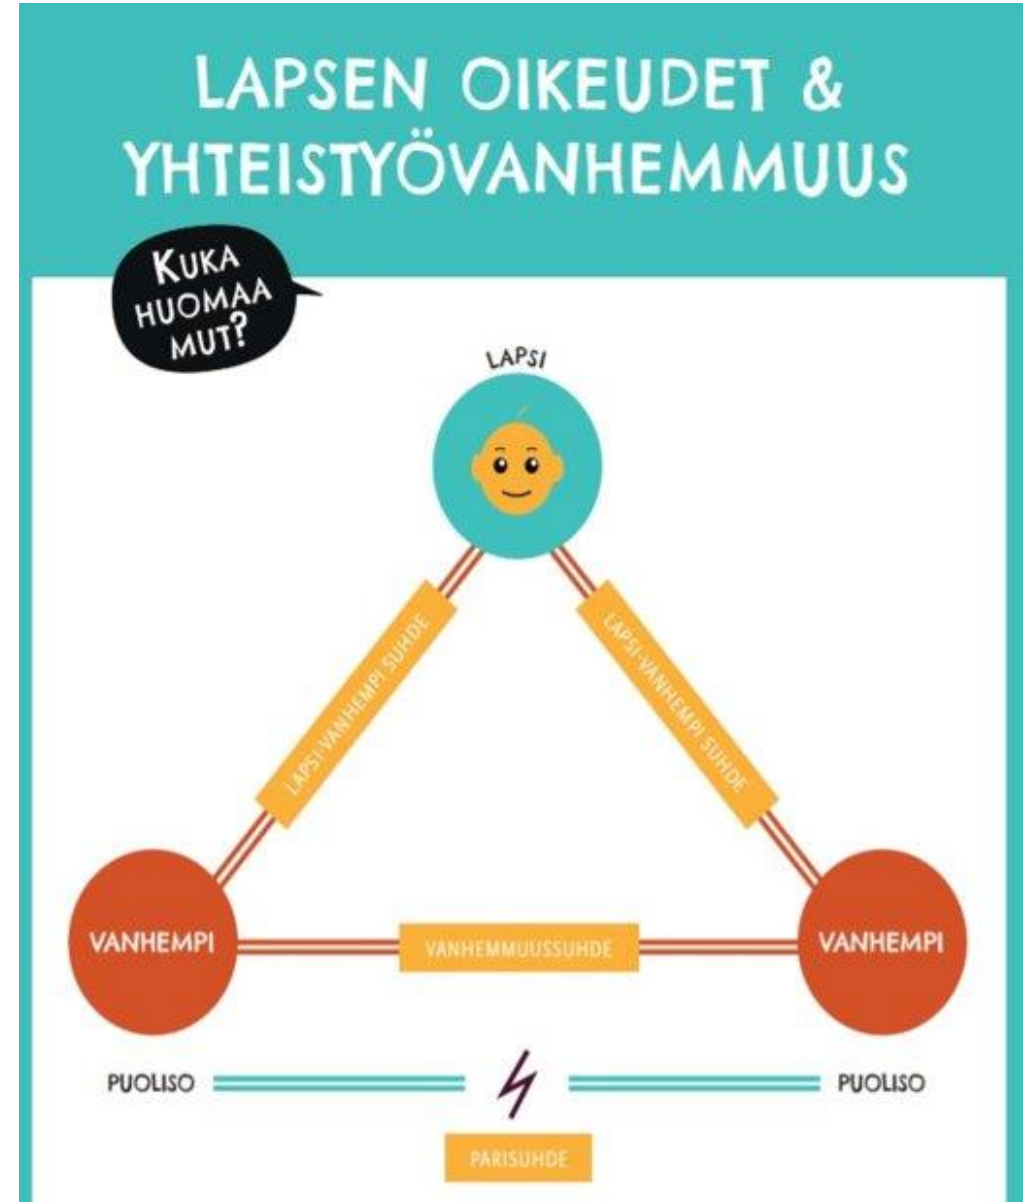 LAPSEN OIKEUDET &
YHTEISTYÖVANHEMMUUS
KUKA
HUOMAA
MUT?
LAPSI
LAPSI-VANHEMPI SUHDE
LAPSI-VANHEMPI SUHDE
VANHEMPI
VANHEMMUUSSUHDE
VANHEMPI
PUOLISO
PUOLISO
PARISUHDE